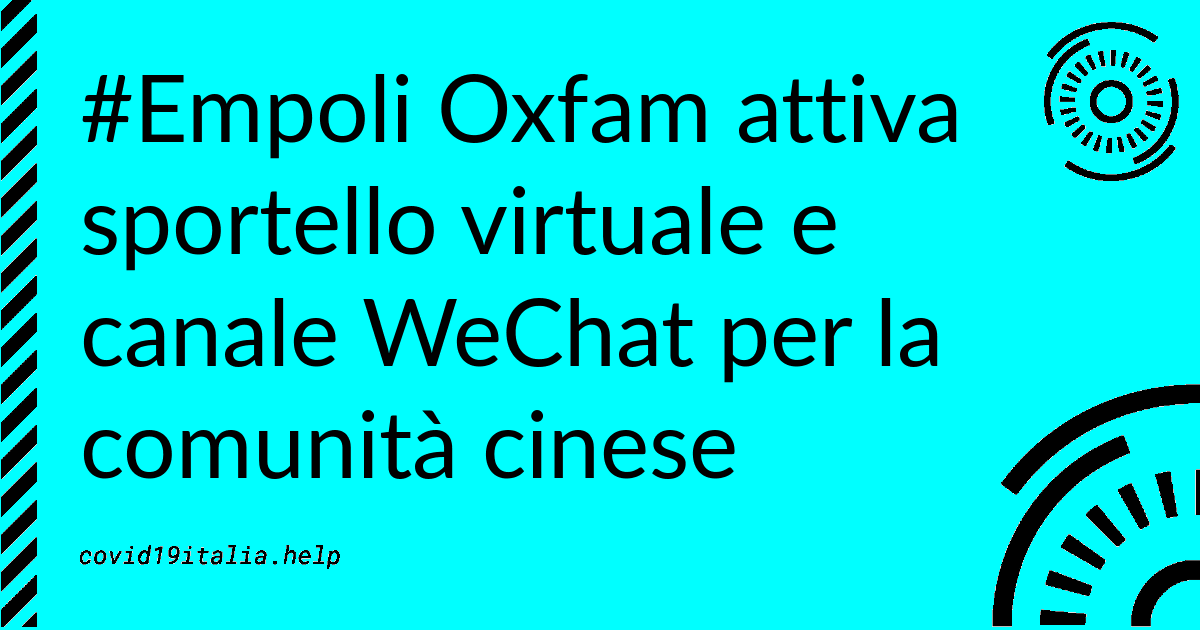 #Empoli Oxfam attiva
sportello virtuale e
canale WeChat per la
comunità cinese
covid19italia.help